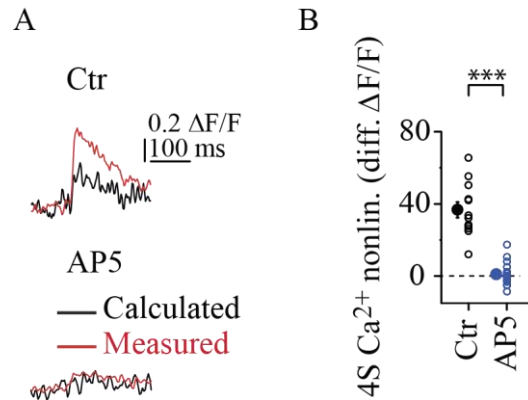 A
Ctr
0.2 ΔF/F
100 ms
AP5
Calculated
Measured
B
4S Ca²⁺ nonlin. (diff. ΔF/F)
***
80
40
0
Ctr
AP5